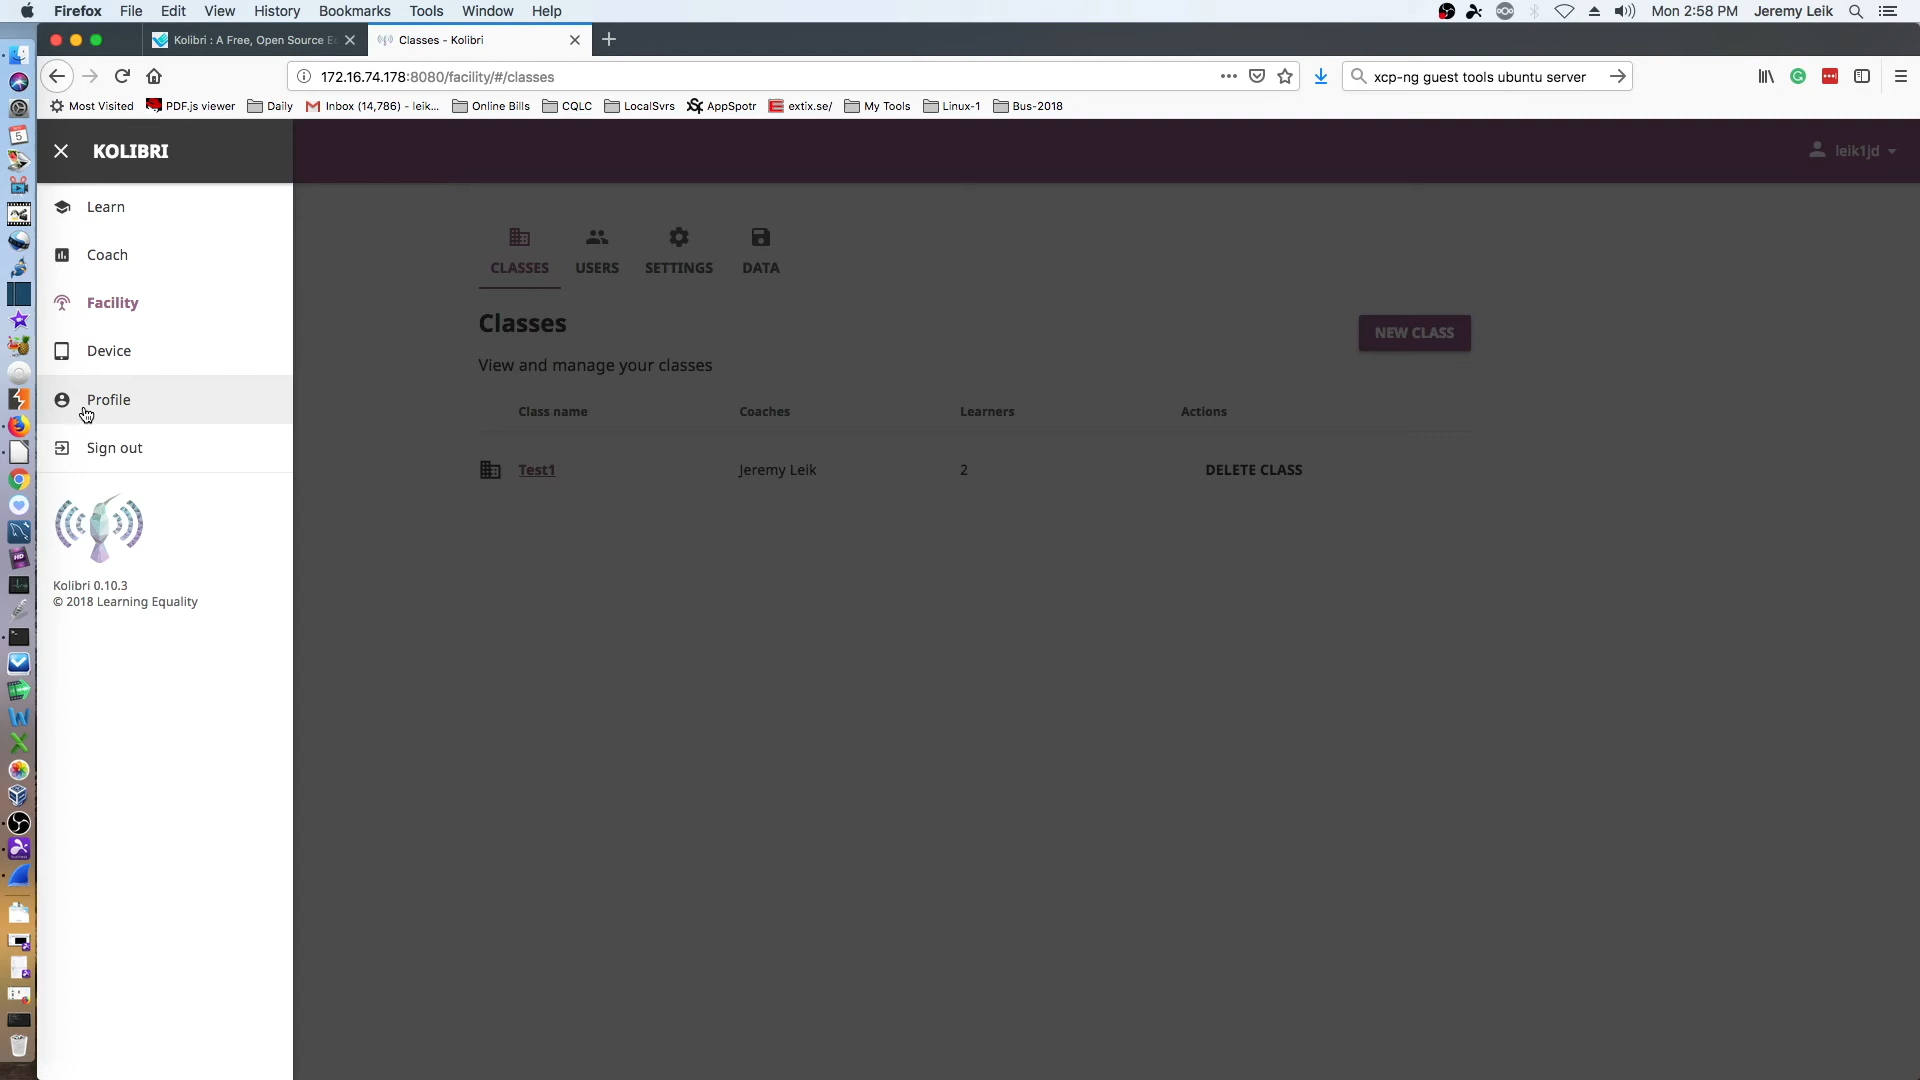 Firefox File Edit View History Bookmarks Tools Window Help Mon 2:58 PM Jeremy Leik
Kolibri : A Free, Open Source E Classes - Kolibri
172.16.74.178:8080/facility/#/classes xcp-ng guest tools ubuntu server
Most Visited PDF.js viewer Daily Inbox (14,786) - leik... Online Bills CQLC LocalSvrs AppSpotr extix.se/ My Tools Linux-1 Bus-2018
KOLIBRI leik1jd
Learn
Coach
Facility
Device
Profile
Sign out
Kolibri 0.10.3
© 2018 Learning Equality
CLASSES USERS SETTINGS DATA
Classes
NEW CLASS
View and manage your classes
Class name Coaches Learners Actions
Test1 Jeremy Leik 2 DELETE CLASS